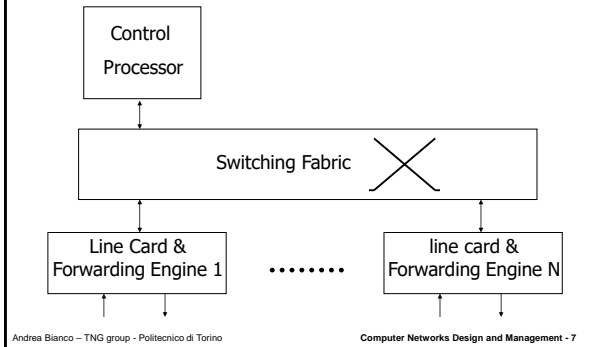 Control
Processor
Switching Fabric
Line Card &
Forwarding Engine 1
........
line card &
Forwarding Engine N
Andrea Bianco – TNG group - Politecnico di Torino
Computer Networks Design and Management - 7